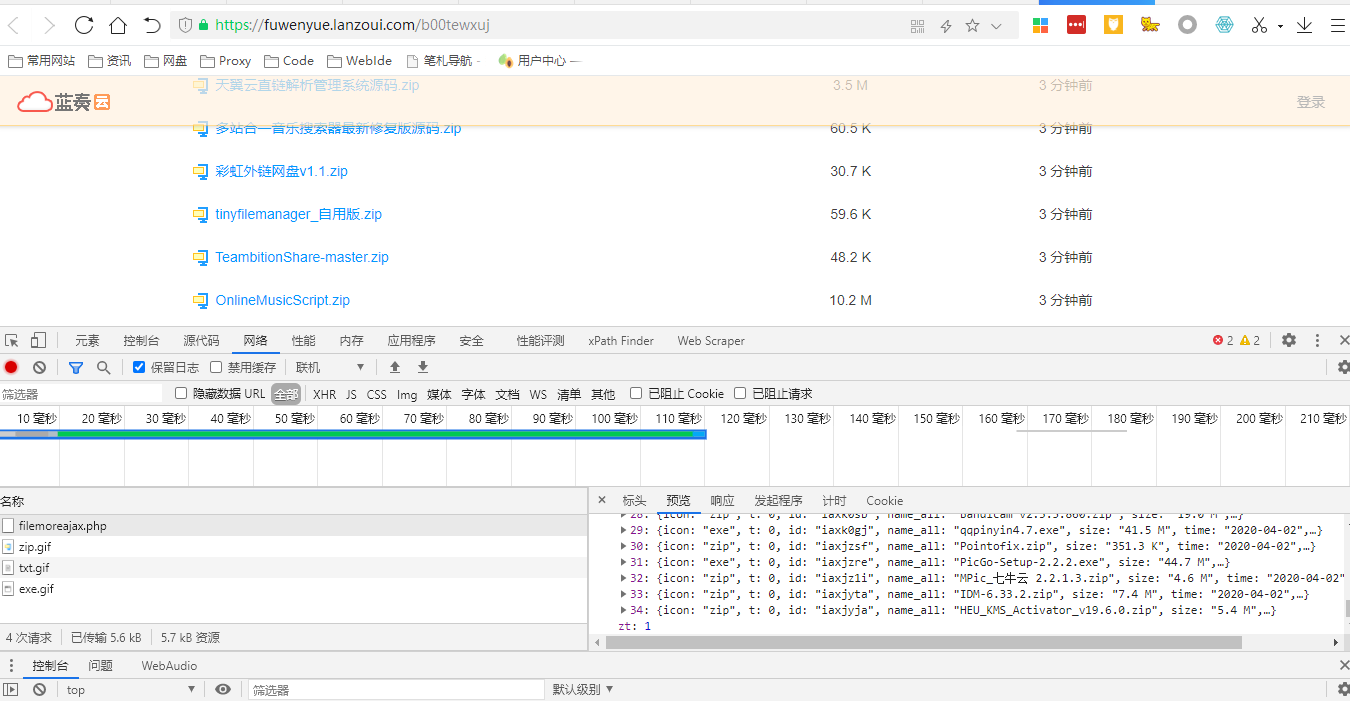 https://fuwenyue.lanzoui.com/b00tewxuj
常用网站 资讯 网盘 Proxy Code WebIde 笔札导航 - 用户中心 —
天翼云直链解析管理系统源码.zip 3.5 M 3 分钟前
蓝奏云 登录
多站合一音乐搜索器最新修复版源码.zip 60.5 K 3 分钟前
彩虹外链网盘v1.1.zip 30.7 K 3 分钟前
tinyfilemanager_自用版.zip 59.6 K 3 分钟前
TeambitionShare-master.zip 48.2 K 3 分钟前
OnlineMusicScript.zip 10.2 M 3 分钟前
元素 控制台 源代码 网络 性能 内存 应用程序 安全 性能评测 xPath Finder Web Scraper 2 2
保留日志 禁用缓存 联机
筛选器 隐藏数据 URL 全部 XHR JS CSS Img 媒体 字体 文档 WS 清单 其他 已阻止 Cookie 已阻止请求
10 毫秒 20 毫秒 30 毫秒 40 毫秒 50 毫秒 60 毫秒 70 毫秒 80 毫秒 90 毫秒 100 毫秒 110 毫秒 120 毫秒 130 毫秒 140 毫秒 150 毫秒 160 毫秒 170 毫秒 180 毫秒 190 毫秒 200 毫秒 210 毫秒
名称
filemoreajax.php
zip.gif
txt.gif
exe.gif
4 次请求 已传输 5.6 kB 5.7 kB 资源
标头 预览 响应 发起程序 计时 Cookie
28: {icon: "zip", t: 0, id: "iaxk0sb", name_all: "Bandicam v2.3.3.860.zip", size: "19.0 M",…}
29: {icon: "exe", t: 0, id: "iaxk0gj", name_all: "qqpinyin4.7.exe", size: "41.5 M", time: "2020-04-02",…}
30: {icon: "zip", t: 0, id: "iaxjzsf", name_all: "Pointofix.zip", size: "351.3 K", time: "2020-04-02",…}
31: {icon: "exe", t: 0, id: "iaxjzre", name_all: "PicGo-Setup-2.2.2.exe", size: "44.7 M",…}
32: {icon: "zip", t: 0, id: "iaxjz1i", name_all: "MPic_七牛云 2.2.1.3.zip", size: "4.6 M", time: "2020-04-02"
33: {icon: "zip", t: 0, id: "iaxjyta", name_all: "IDM-6.33.2.zip", size: "7.4 M", time: "2020-04-02",…}
34: {icon: "zip", t: 0, id: "iaxjyja", name_all: "HEU_KMS_Activator_v19.6.0.zip", size: "5.4 M",…}
zt: 1
控制台 问题 WebAudio
top 筛选器 默认级别